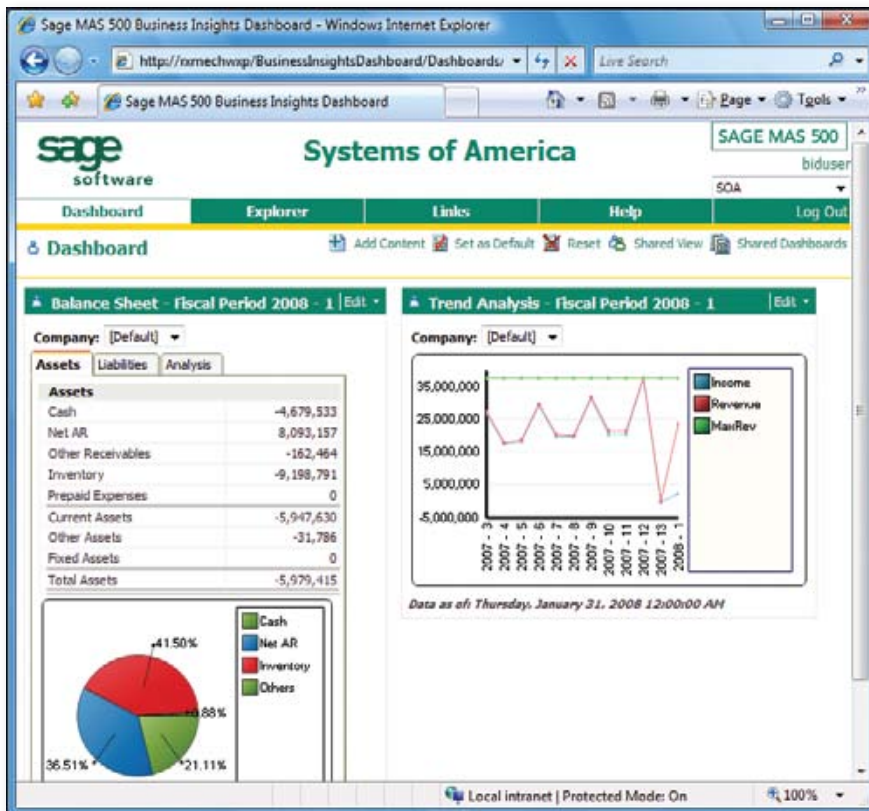 Sage MAS 500 Business Insights Dashboard - Windows Internet Explorer
http://rxrmechwxp/BusinessInsightsDashboard/Dashboards/
Live Search
Sage MAS 500 Business Insights Dashboard
Page
Tools
sage
software
Systems of America
SAGE MAS 500
biduser
SOA
Dashboard Explorer Links Help Log Out
Dashboard
Add Content Set as Default Reset Shared View Shared Dashboards
Balance Sheet - Fiscal Period 2008 - 1 Edit
Company: [Default]
Assets Liabilities Analysis
Assets
Cash -4,679,533
Net AR 8,093,157
Other Receivables -162,464
Inventory -9,198,791
Prepaid Expenses 0
Current Assets -5,947,630
Other Assets -31,786
Fixed Assets 0
Total Assets -5,979,415
41.50%
0.88%
36.51%
21.11%
Cash
Net AR
Inventory
Others
Trend Analysis - Fiscal Period 2008 - 1 Edit
Company: [Default]
35,000,000
25,000,000
15,000,000
5,000,000
-5,000,000
2007 - 3
2007 - 4
2007 - 5
2007 - 6
2007 - 7
2007 - 8
2007 - 9
2007 - 10
2007 - 11
2007 - 12
2007 - 13
2008 - 1
Income
Revenue
MaxRev
Data as of: Thursday, January 31, 2008 12:00:00 AM
Local intranet | Protected Mode: On
100%